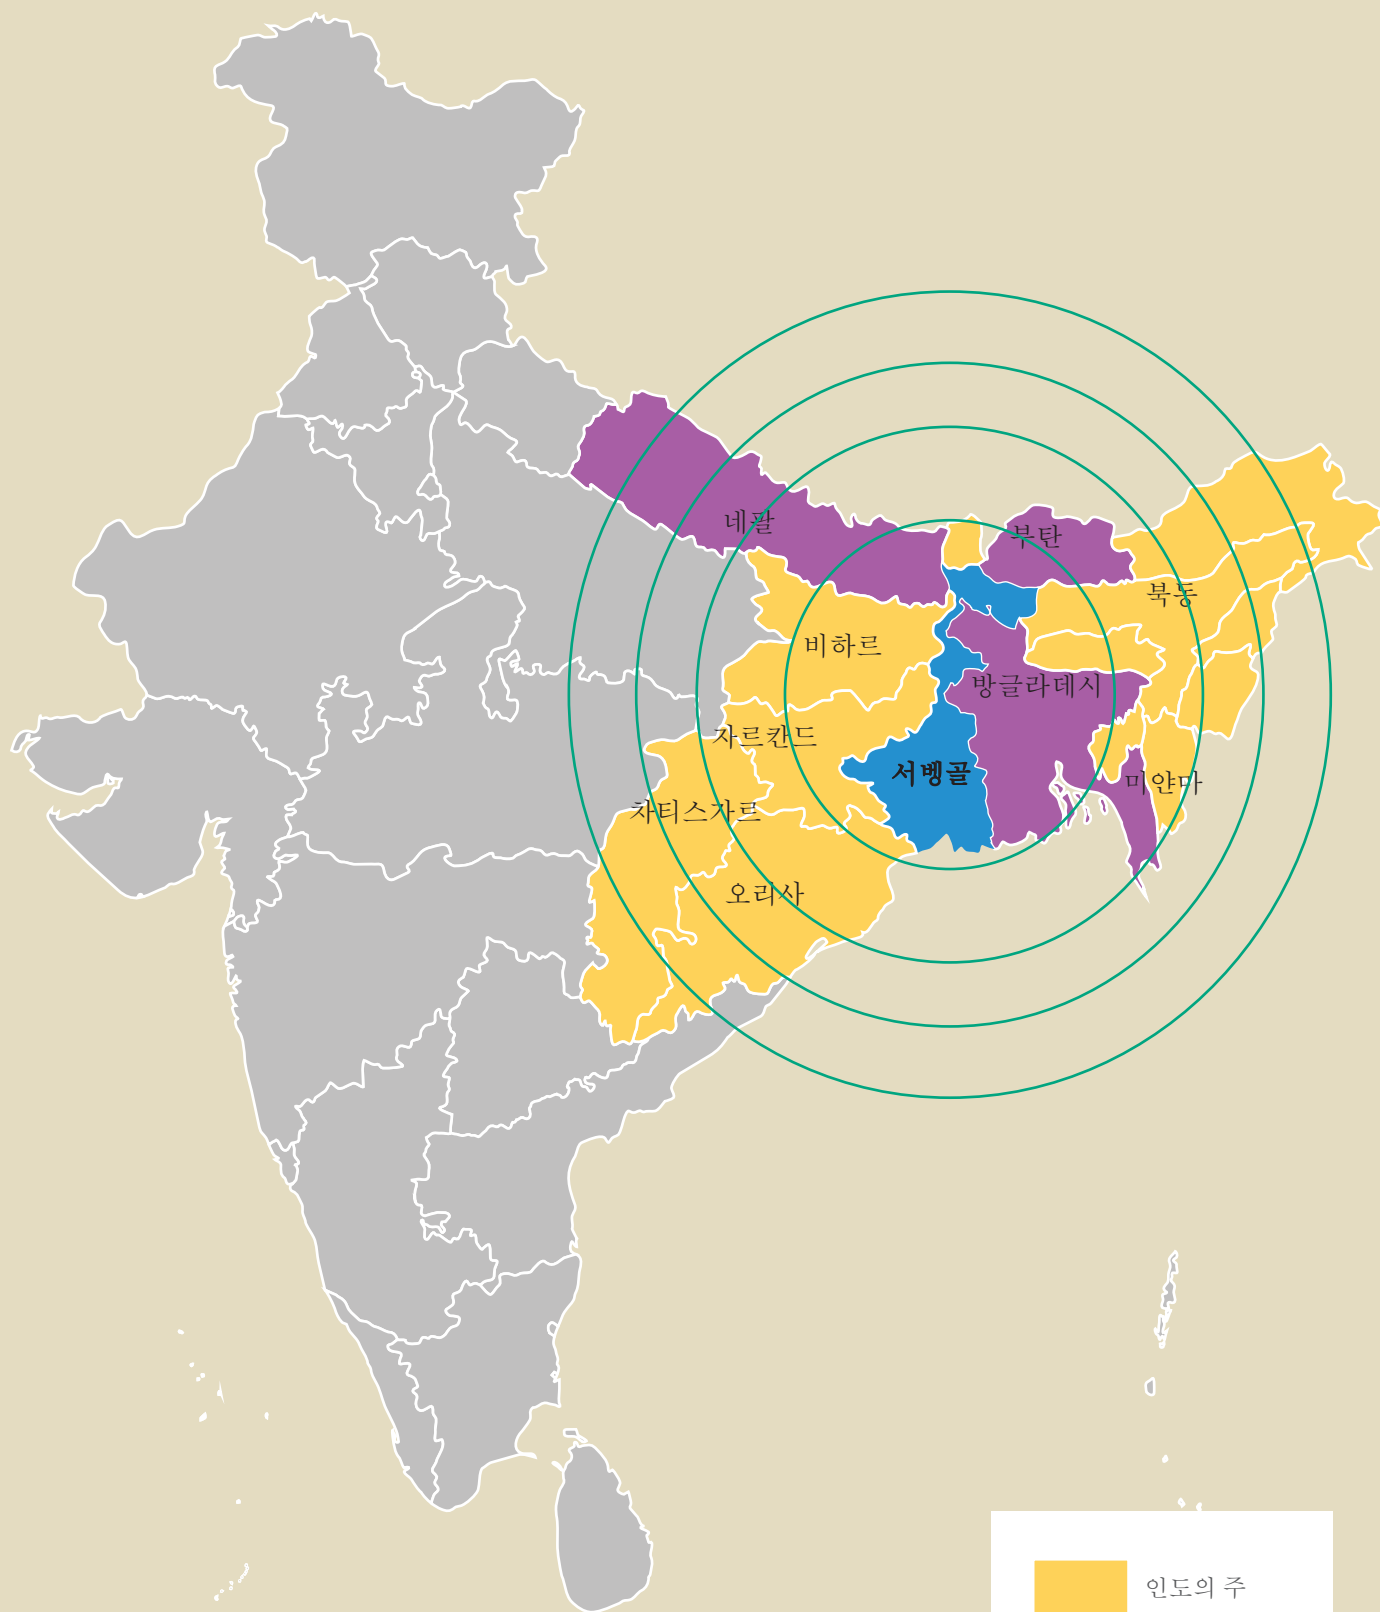 네팔
부탄
북동
비하르
방글라데시
자르칸드
서벵골
미얀마
차티스가르
오리사
인도의 주